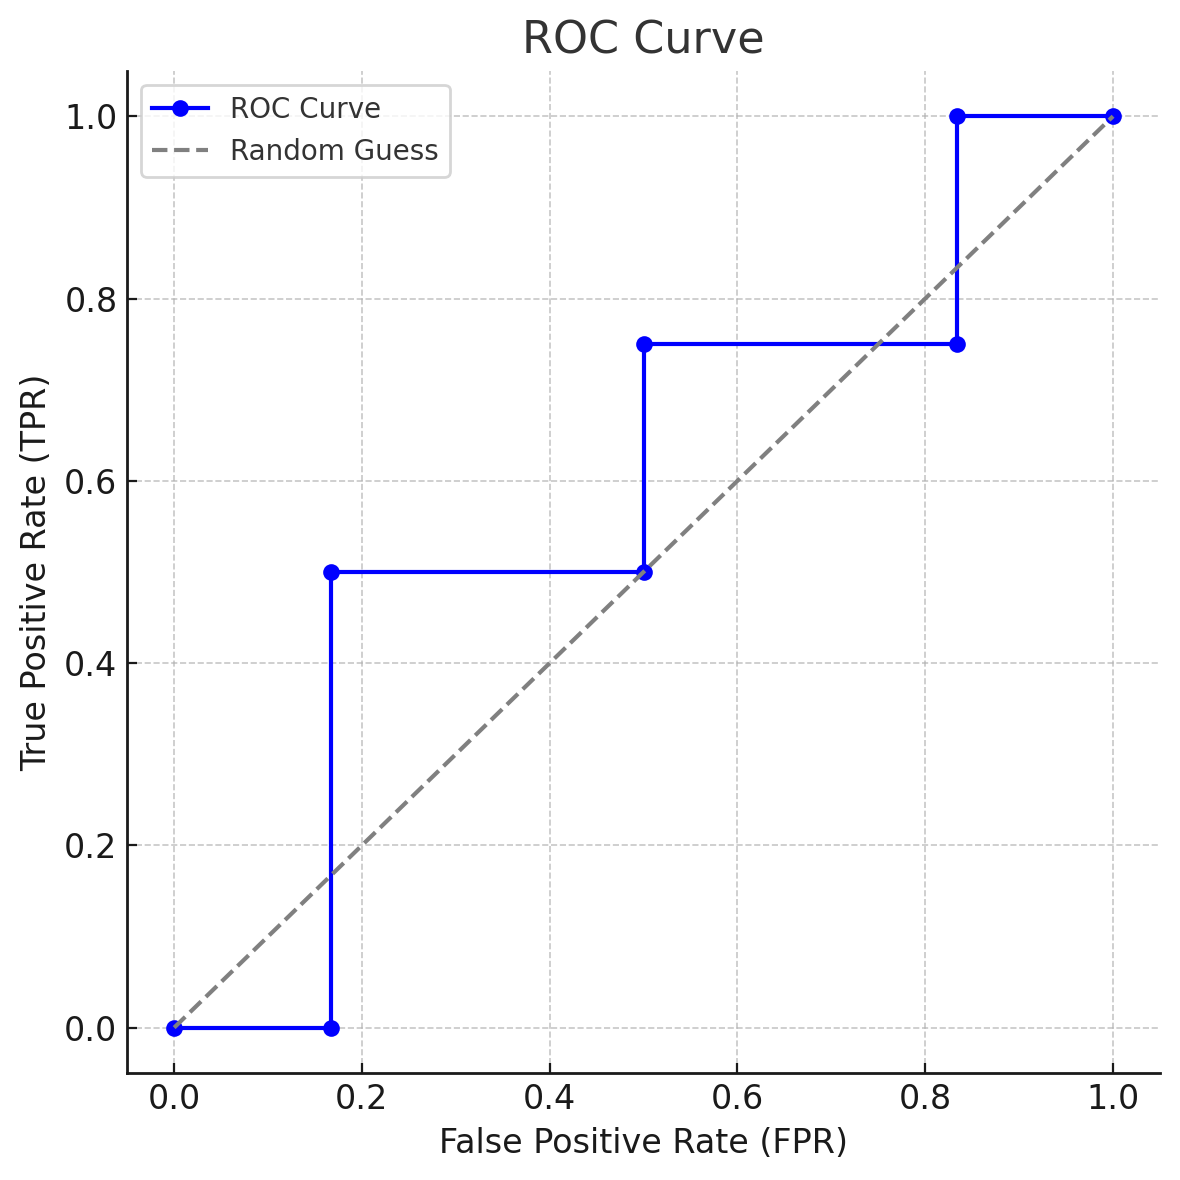 ROC Curve
ROC Curve
Random Guess
1.0
0.8
0.6
0.4
0.2
0.0
True Positive Rate (TPR)
0.0 0.2 0.4 0.6 0.8 1.0
False Positive Rate (FPR)